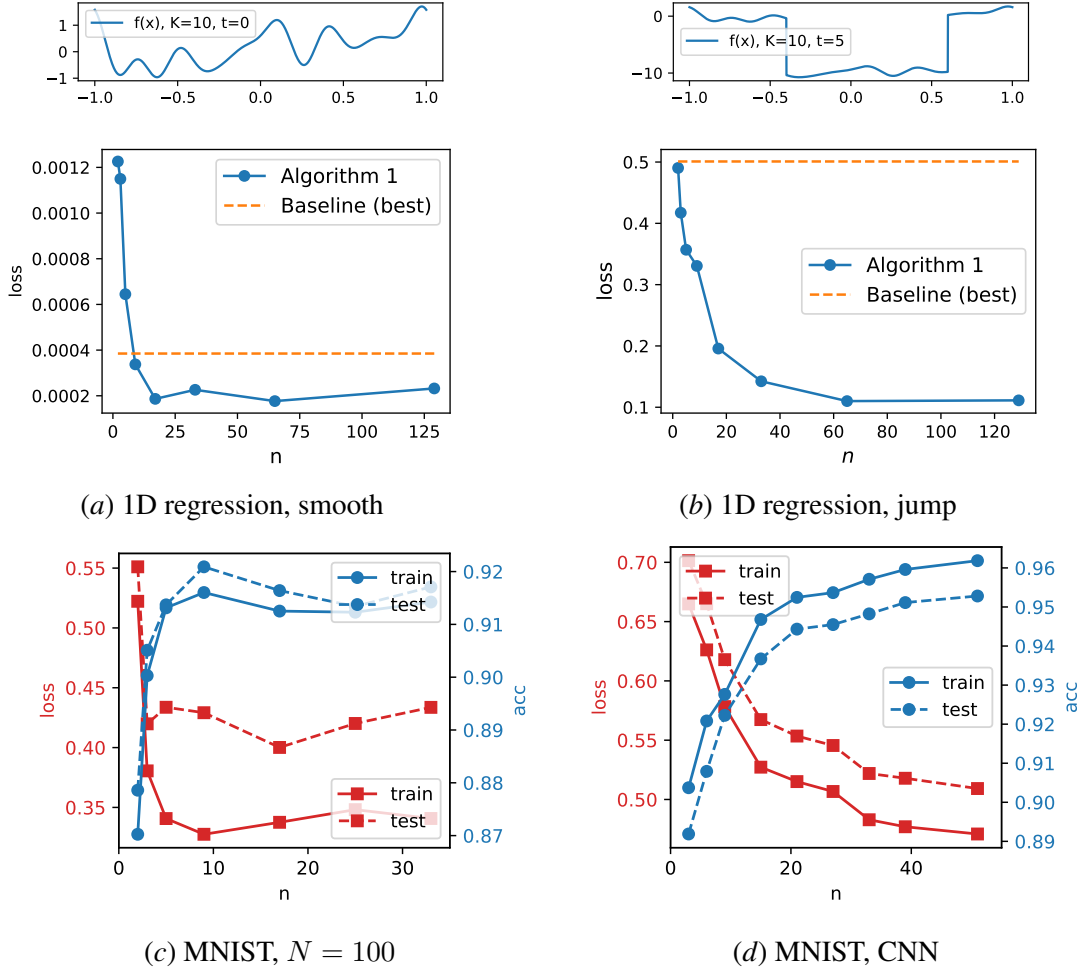 f(x), K=10, t=0
1
0
−1
−1.0 −0.5 0.0 0.5 1.0
f(x), K=10, t=5
0
−10
−1.0 −0.5 0.0 0.5 1.0
Algorithm 1
Baseline (best)
loss
0.0012
0.0010
0.0008
0.0006
0.0004
0.0002
0 25 50 75 100 125
n
(a) 1D regression, smooth
Algorithm 1
Baseline (best)
loss
0.5
0.4
0.3
0.2
0.1
0 20 40 60 80 100 120
n
(b) 1D regression, jump
train
test
train
test
loss
0.55
0.50
0.45
0.40
0.35
acc
0.92
0.91
0.90
0.89
0.88
0.87
0 10 20 30
n
(c) MNIST, N = 100
train
test
train
test
loss
0.70
0.65
0.60
0.55
0.50
acc
0.96
0.95
0.94
0.93
0.92
0.91
0.90
0.89
0 20 40
n
(d) MNIST, CNN